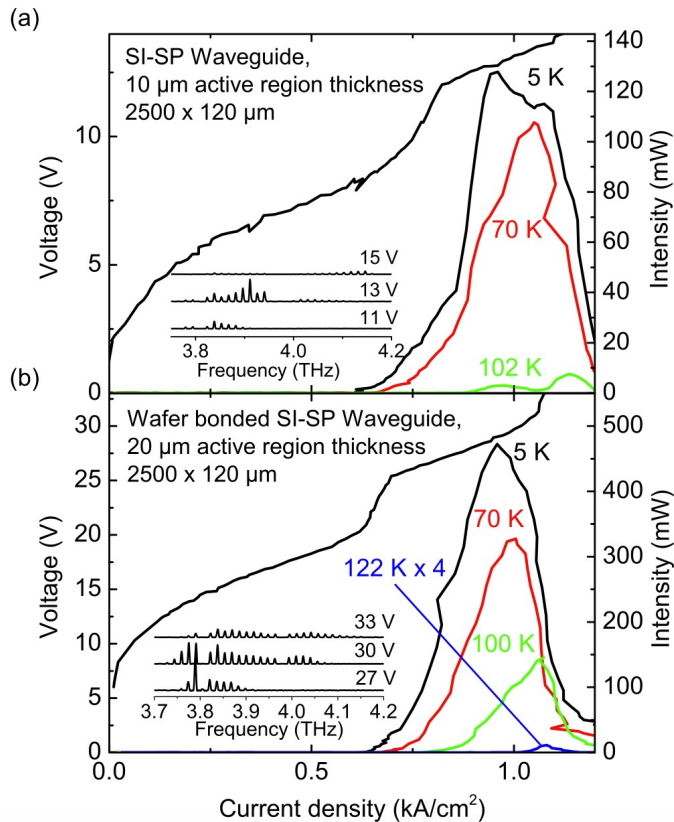 (a)
SI-SP Waveguide,
10 µm active region thickness
2500 x 120 µm
5 K
70 K
102 K
Voltage (V)
10
5
0
Intensity (mW)
140
120
100
80
60
40
20
0
15 V
13 V
11 V
3.8 4.0 4.2
Frequency (THz)
(b)
Wafer bonded SI-SP Waveguide,
20 µm active region thickness
2500 x 120 µm
5 K
70 K
122 K x 4
100 K
Voltage (V)
30
25
20
15
10
5
0
Intensity (mW)
500
400
300
200
100
0
33 V
30 V
27 V
3.7 3.8 3.9 4.0 4.1 4.2
Frequency (THz)
0.0 0.5 1.0
Current density (kA/cm²)